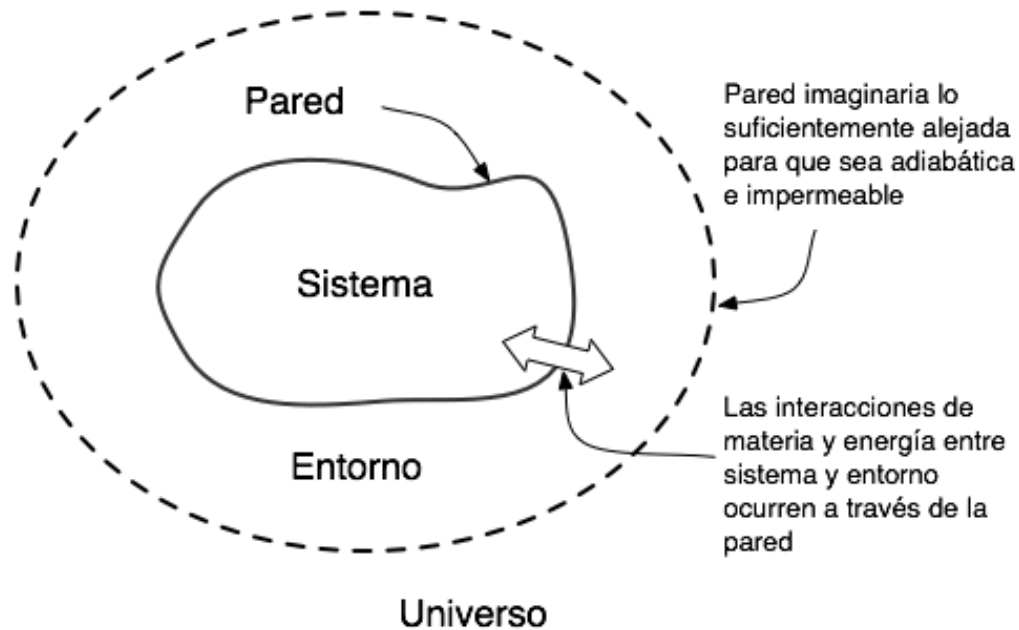 Pared
Pared imaginaria lo
suficientemente alejada
para que sea adiabática
e impermeable
Sistema
Las interacciones de
materia y energía entre
sistema y entorno
ocurren a través de la
pared
Entorno
Universo